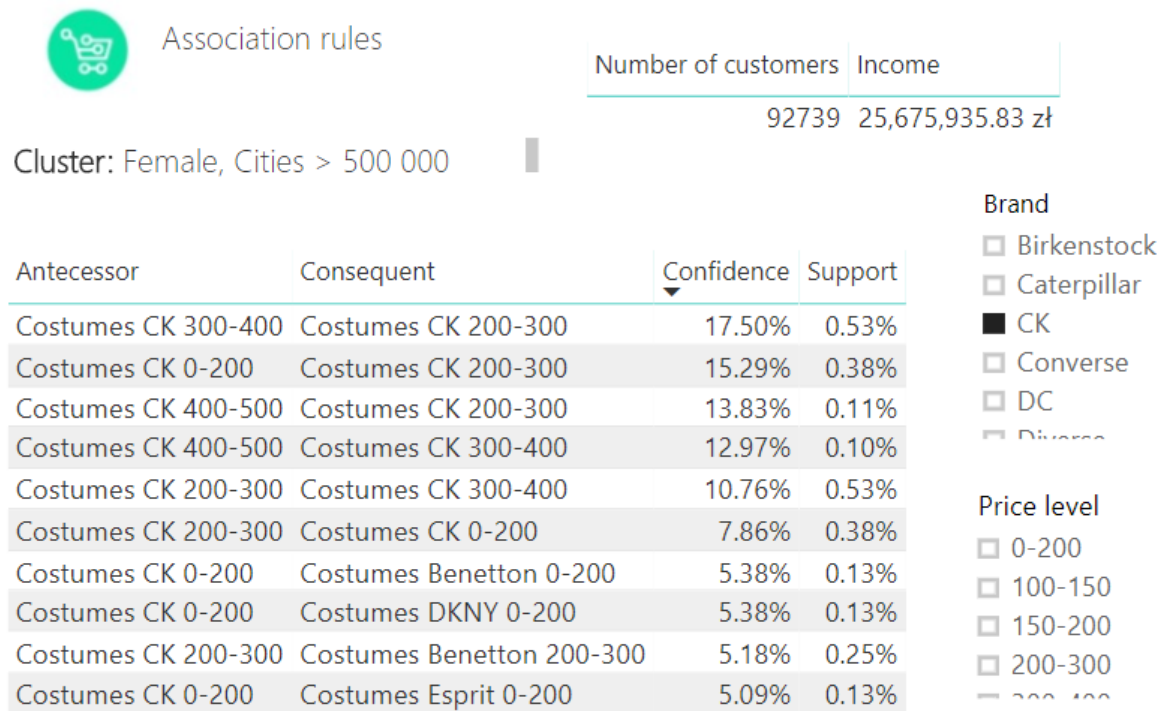 Association rules
Number of customers Income
92739 25,675,935.83 zł
Cluster: Female, Cities > 500 000
Antecessor Consequent Confidence Support
Costumes CK 300-400 Costumes CK 200-300 17.50% 0.53%
Costumes CK 0-200 Costumes CK 200-300 15.29% 0.38%
Costumes CK 400-500 Costumes CK 200-300 13.83% 0.11%
Costumes CK 400-500 Costumes CK 300-400 12.97% 0.10%
Costumes CK 200-300 Costumes CK 300-400 10.76% 0.53%
Costumes CK 200-300 Costumes CK 0-200 7.86% 0.38%
Costumes CK 0-200 Costumes Benetton 0-200 5.38% 0.13%
Costumes CK 0-200 Costumes DKNY 0-200 5.38% 0.13%
Costumes CK 200-300 Costumes Benetton 200-300 5.18% 0.25%
Costumes CK 0-200 Costumes Esprit 0-200 5.09% 0.13%
Brand
Birkenstock
Caterpillar
CK
Converse
DC
Price level
0-200
100-150
150-200
200-300